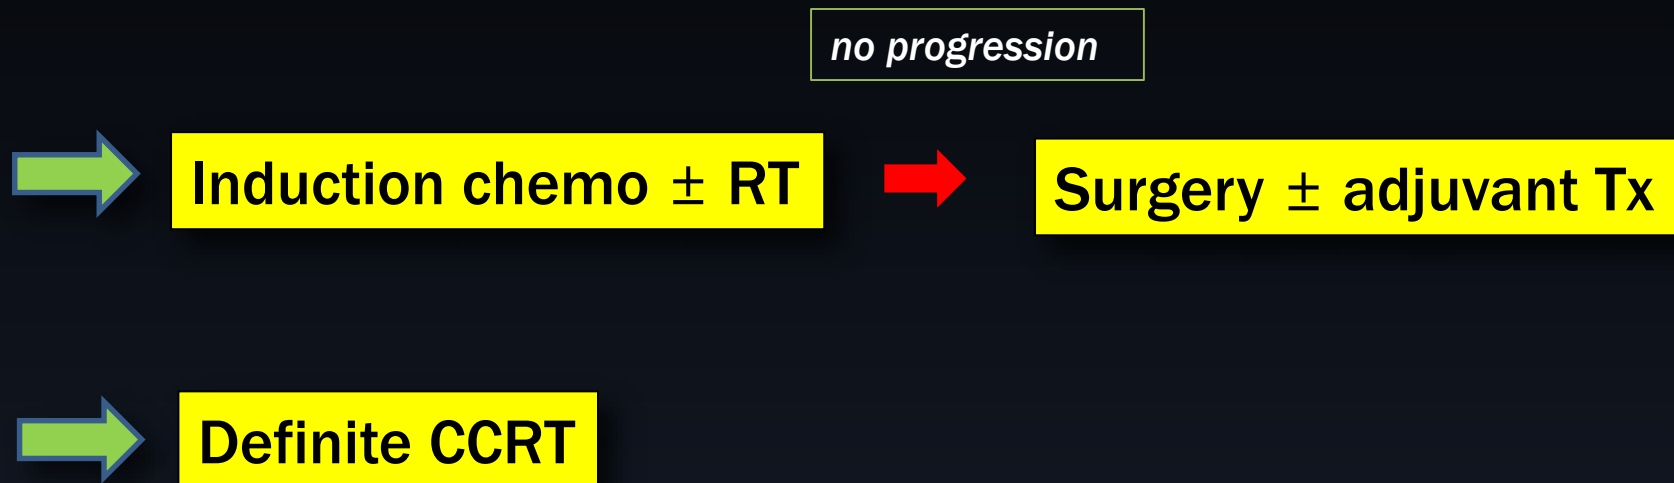 no progression
Induction chemo ± RT
Surgery ± adjuvant Tx
Definite CCRT